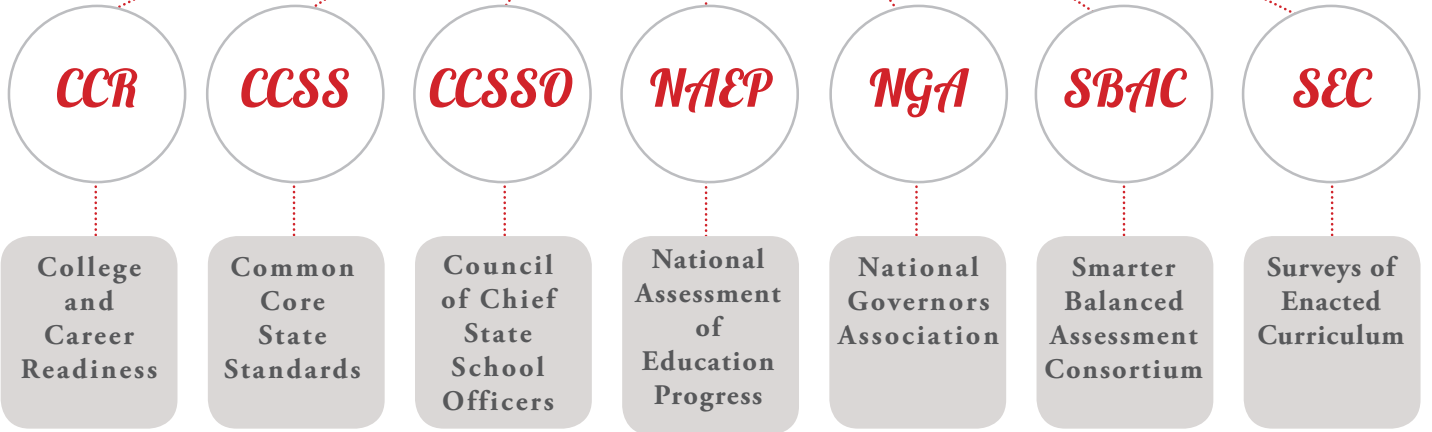 CCR
CCSS
CCSSO
NAEP
NGA
SBAC
SEC
College
and
Career
Readiness
Common
Core
State
Standards
Council
of Chief
State
School
Officers
National
Assessment
of
Education
Progress
National
Governors
Association
Smarter
Balanced
Assessment
Consortium
Surveys of
Enacted
Curriculum